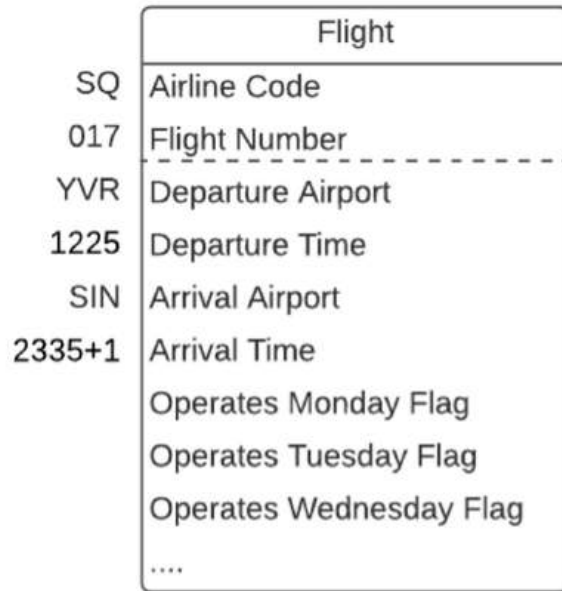 Flight
SQ Airline Code
017 Flight Number
YVR Departure Airport
1225 Departure Time
SIN Arrival Airport
2335+1 Arrival Time
Operates Monday Flag
Operates Tuesday Flag
Operates Wednesday Flag
....